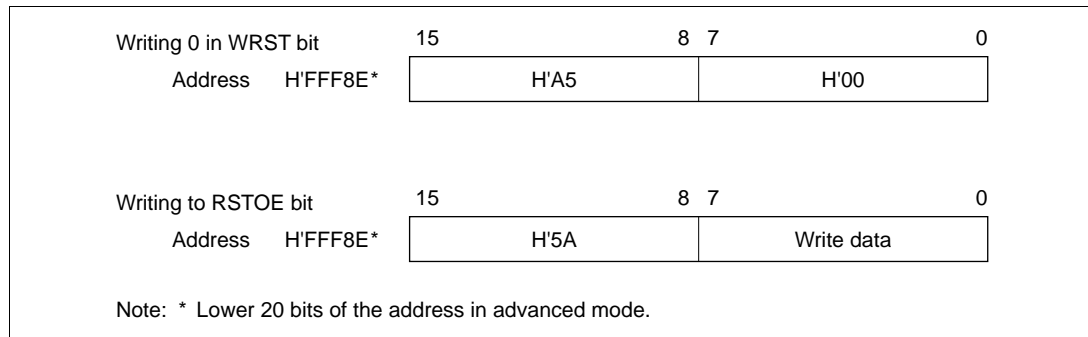 Writing 0 in WRST bit 15 8 7 0
Address H'FFF8E* H'A5 H'00
Writing to RSTOE bit 15 8 7 0
Address H'FFF8E* H'5A Write data
Note: * Lower 20 bits of the address in advanced mode.